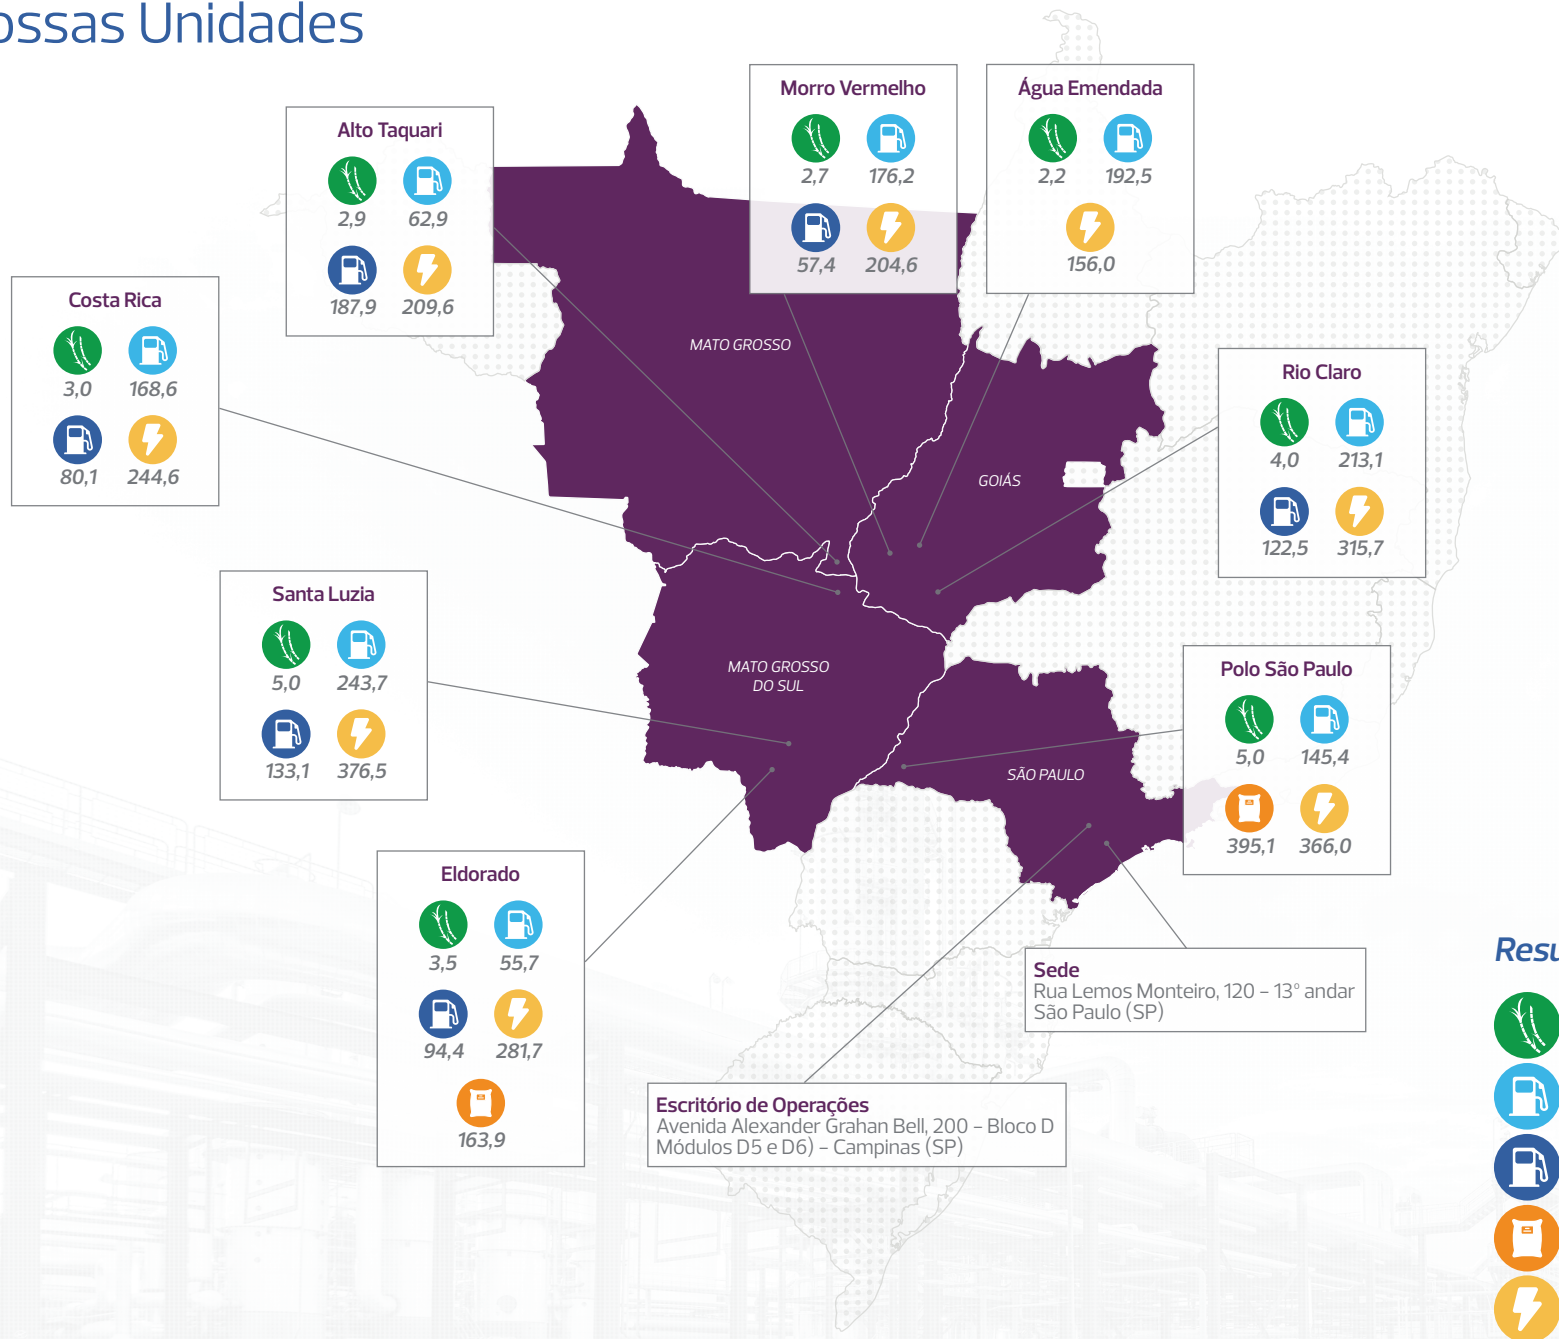 ossas Unidades
Morro Vermelho
2,7 176,2
57,4 204,6
Água Emendada
2,2 192,5
156,0
Alto Taquari
2,9 62,9
187,9 209,6
Costa Rica
3,0 168,6
80,1 244,6
MATO GROSSO
GOIÁS
Rio Claro
4,0 213,1
122,5 315,7
Santa Luzia
5,0 243,7
133,1 376,5
MATO GROSSO
DO SUL
SÃO PAULO
Polo São Paulo
5,0 145,4
395,1 366,0
Eldorado
3,5 55,7
94,4 281,7
163,9
Sede
Rua Lemos Monteiro, 120 – 13º andar
São Paulo (SP)
Escritório de Operações
Avenida Alexander Grahan Bell, 200 – Bloco D
Módulos D5 e D6) – Campinas (SP)
Resu